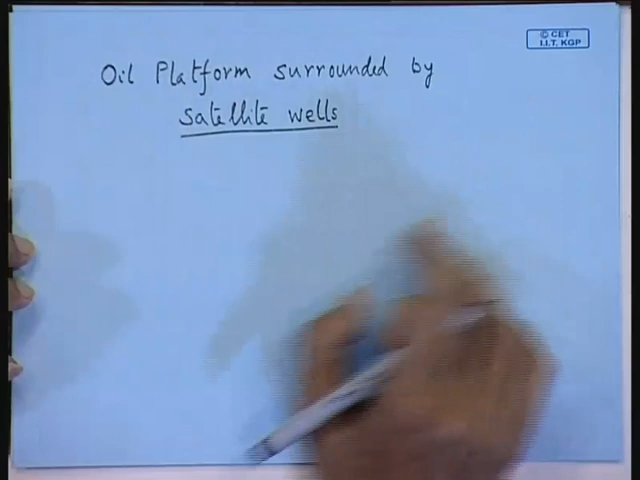 © CET
I.I.T. KGP
Oil Platform surrounded by
satellite wells